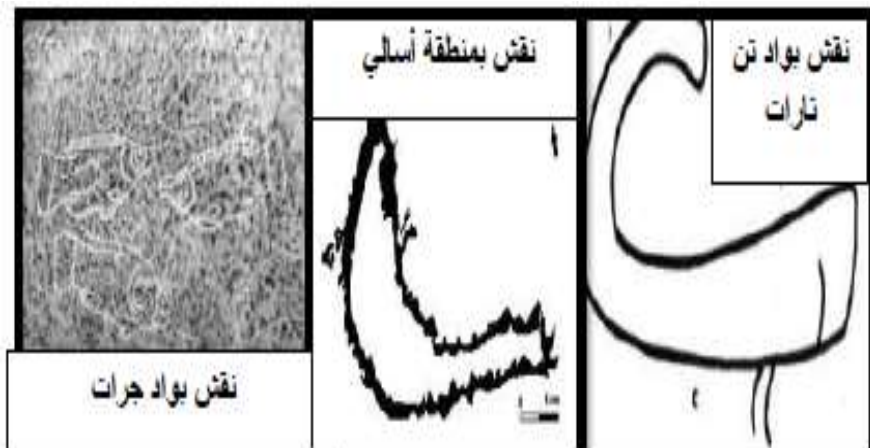 نقش بواد تن
تارات
نقش بمنطقة أسالي
نقش بواد جرات